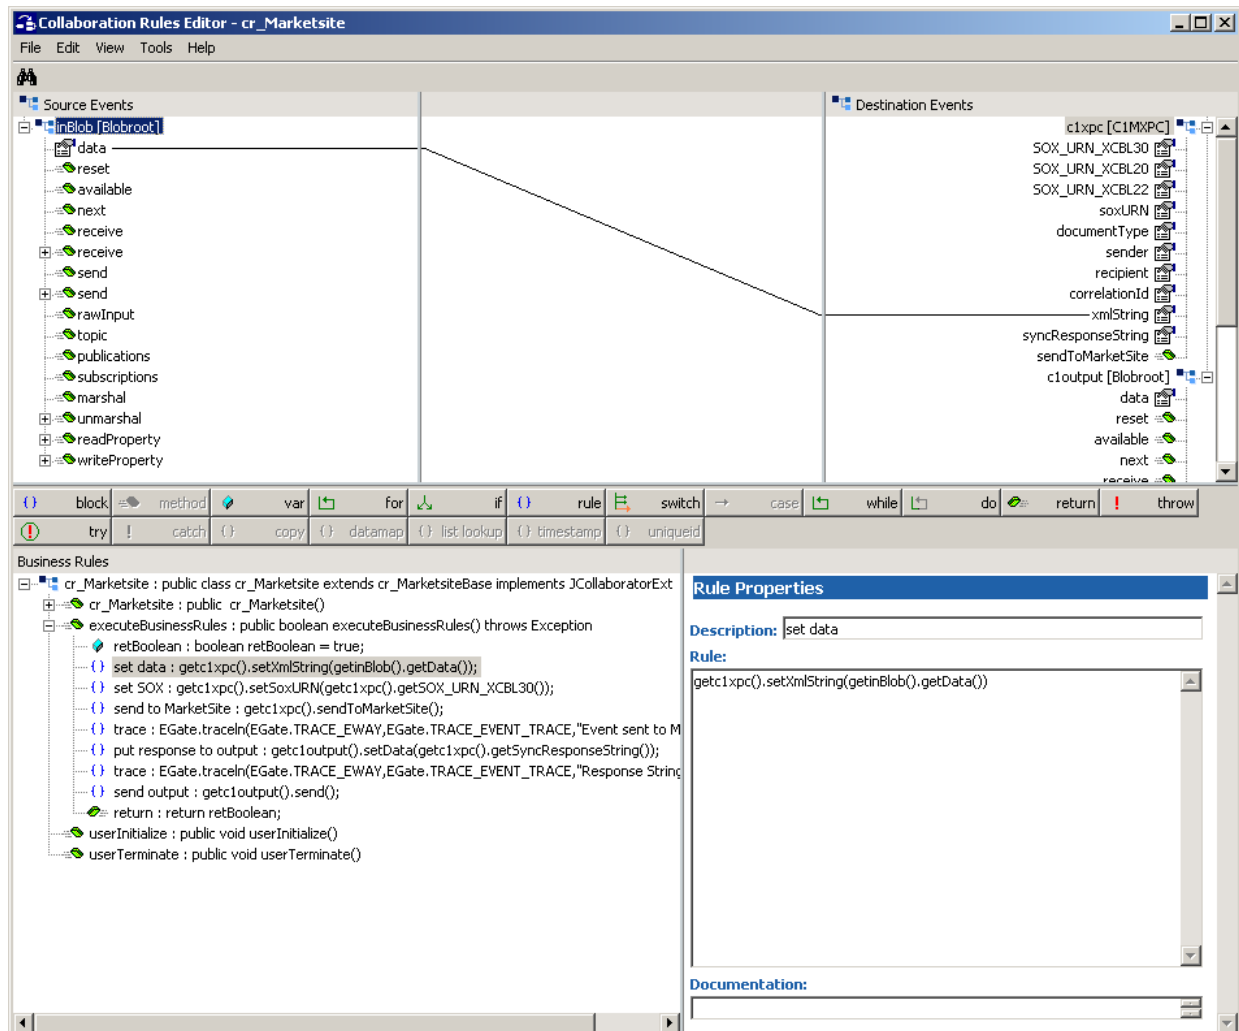 Collaboration Rules Editor - cr_Marketsite
File Edit View Tools Help
Source Events
Destination Events
inBlob [Blobroot]
data
reset
available
next
receive
receive
send
send
rawInput
topic
publications
subscriptions
marshal
unmarshal
readProperty
writeProperty
c1xpc [C1MXPC]
SOX_URN_XCBL30
SOX_URN_XCBL20
SOX_URN_XCBL22
soxURN
documentType
sender
recipient
correlationId
xmlString
syncResponseString
sendToMarketSite
c1output [Blobroot]
data
reset
available
next
receive
{} block method var for if {} rule switch case while do return throw
try catch {} copy {} datamap {} list lookup {} timestamp {} uniqueid
Business Rules
cr_Marketsite : public class cr_Marketsite extends cr_MarketsiteBase implements JCollaboratorExt
cr_Marketsite : public cr_Marketsite()
executeBusinessRules : public boolean executeBusinessRules() throws Exception
retBoolean : boolean retBoolean = true;
{} set data : getc1xpc().setXmlString(getinBlob().getData());
{} set SOX : getc1xpc().setSoxURN(getc1xpc().getSOX_URN_XCBL30());
{} send to MarketSite : getc1xpc().sendToMarketSite();
{} trace : EGate.traceln(EGate.TRACE_EWAY,EGate.TRACE_EVENT_TRACE,"Event sent to M
{} put response to output : getc1output().setData(getc1xpc().getSyncResponseString());
{} trace : EGate.traceln(EGate.TRACE_EWAY,EGate.TRACE_EVENT_TRACE,"Response String
{} send output : getc1output().send();
return : return retBoolean;
userInitialize : public void userInitialize()
userTerminate : public void userTerminate()
Rule Properties
Description: set data
Rule:
getc1xpc().setXmlString(getinBlob().getData())
Documentation: